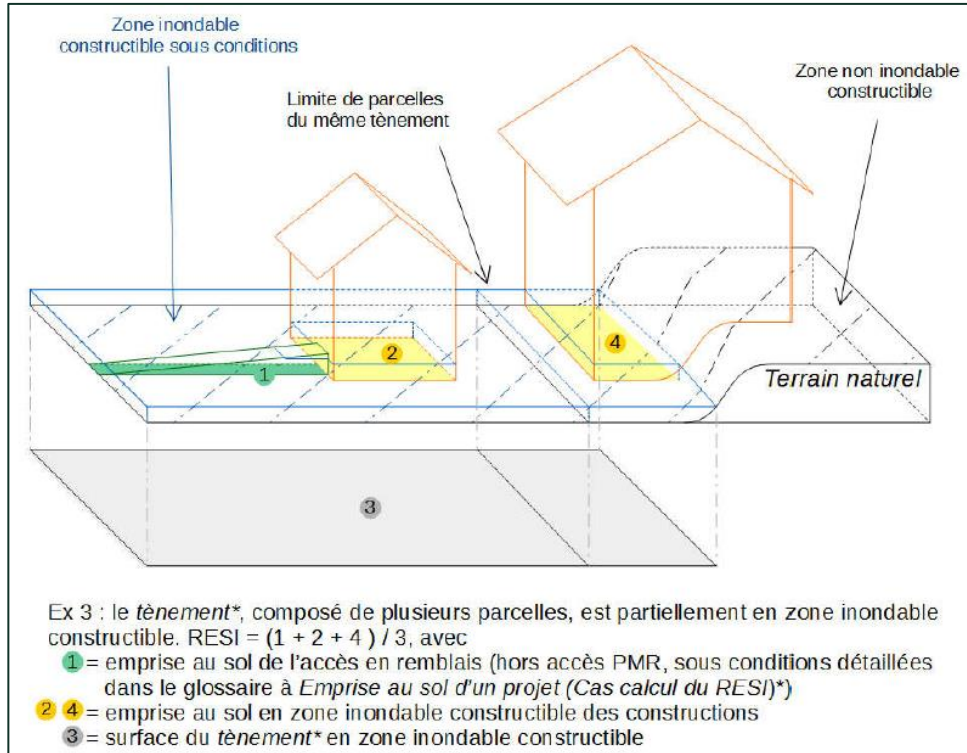 Zone inondable
constructible sous conditions
Zone non inondable
constructible
Limite de parcelles
du même tènement
2
4
1
Terrain naturel
3
Ex 3 : le tènement*, composé de plusieurs parcelles, est partiellement en zone inondable
constructible. RESI = (1 + 2 + 4 ) / 3, avec
1 = emprise au sol de l'accès en remblais (hors accès PMR, sous conditions détaillées
dans le glossaire à Emprise au sol d'un projet (Cas calcul du RESI)*)
2 4 = emprise au sol en zone inondable constructible des constructions
3 = surface du tènement* en zone inondable constructible